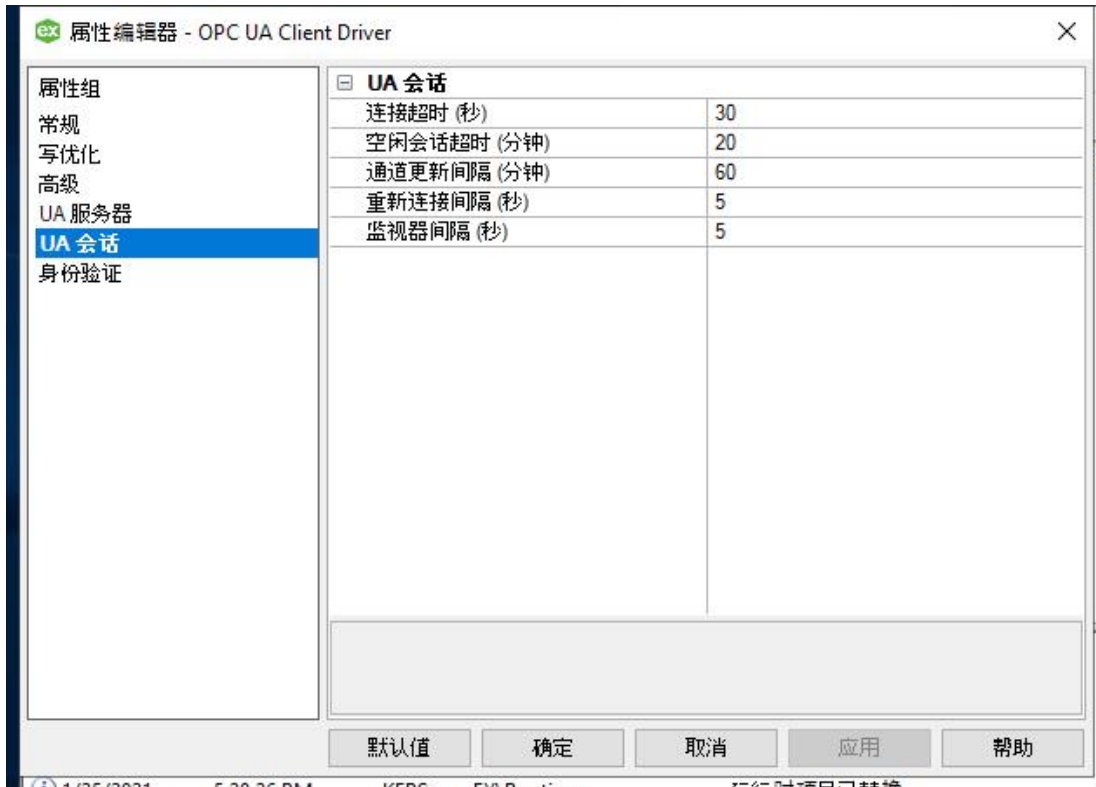 属性编辑器 - OPC UA Client Driver
属性组
常规
写优化
高级
UA 服务器
UA 会话
身份验证
UA 会话
连接超时 (秒) 30
空闲会话超时 (分钟) 20
通道更新间隔 (分钟) 60
重新连接间隔 (秒) 5
监视器间隔 (秒) 5
默认值 确定 取消 应用 帮助